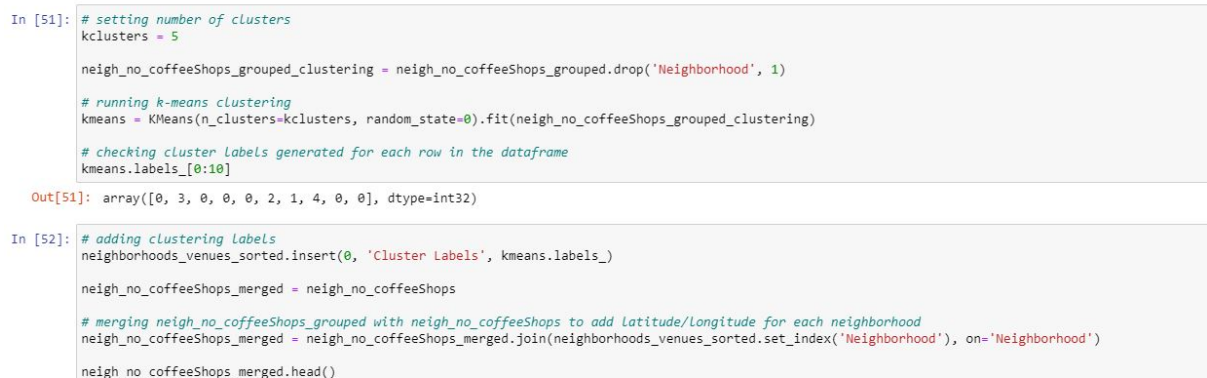 In [51]: # setting number of clusters
kclusters = 5
neigh_no_coffeeShops_grouped_clustering = neigh_no_coffeeShops_grouped.drop('Neighborhood', 1)
# running k-means clustering
kmeans = KMeans(n_clusters=kclusters, random_state=0).fit(neigh_no_coffeeShops_grouped_clustering)
# checking cluster labels generated for each row in the dataframe
kmeans.labels_[0:10]
Out[51]: array([0, 3, 0, 0, 0, 2, 1, 4, 0, 0], dtype=int32)
In [52]: # adding clustering labels
neighborhoods_venues_sorted.insert(0, 'Cluster Labels', kmeans.labels_)
neigh_no_coffeeShops_merged = neigh_no_coffeeShops
# merging neigh_no_coffeeShops_grouped with neigh_no_coffeeShops to add latitude/longitude for each neighborhood
neigh_no_coffeeShops_merged = neigh_no_coffeeShops_merged.join(neighborhoods_venues_sorted.set_index('Neighborhood'), on='Neighborhood')
neigh_no_coffeeShops_merged.head()